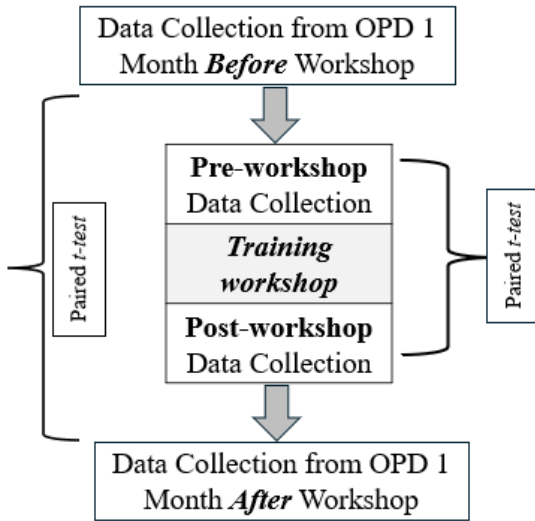 Data Collection from OPD 1
Month Before Workshop
Pre-workshop
Data Collection
Training
workshop
Post-workshop
Data Collection
Paired t-test
Paired t-test
Data Collection from OPD 1
Month After Workshop